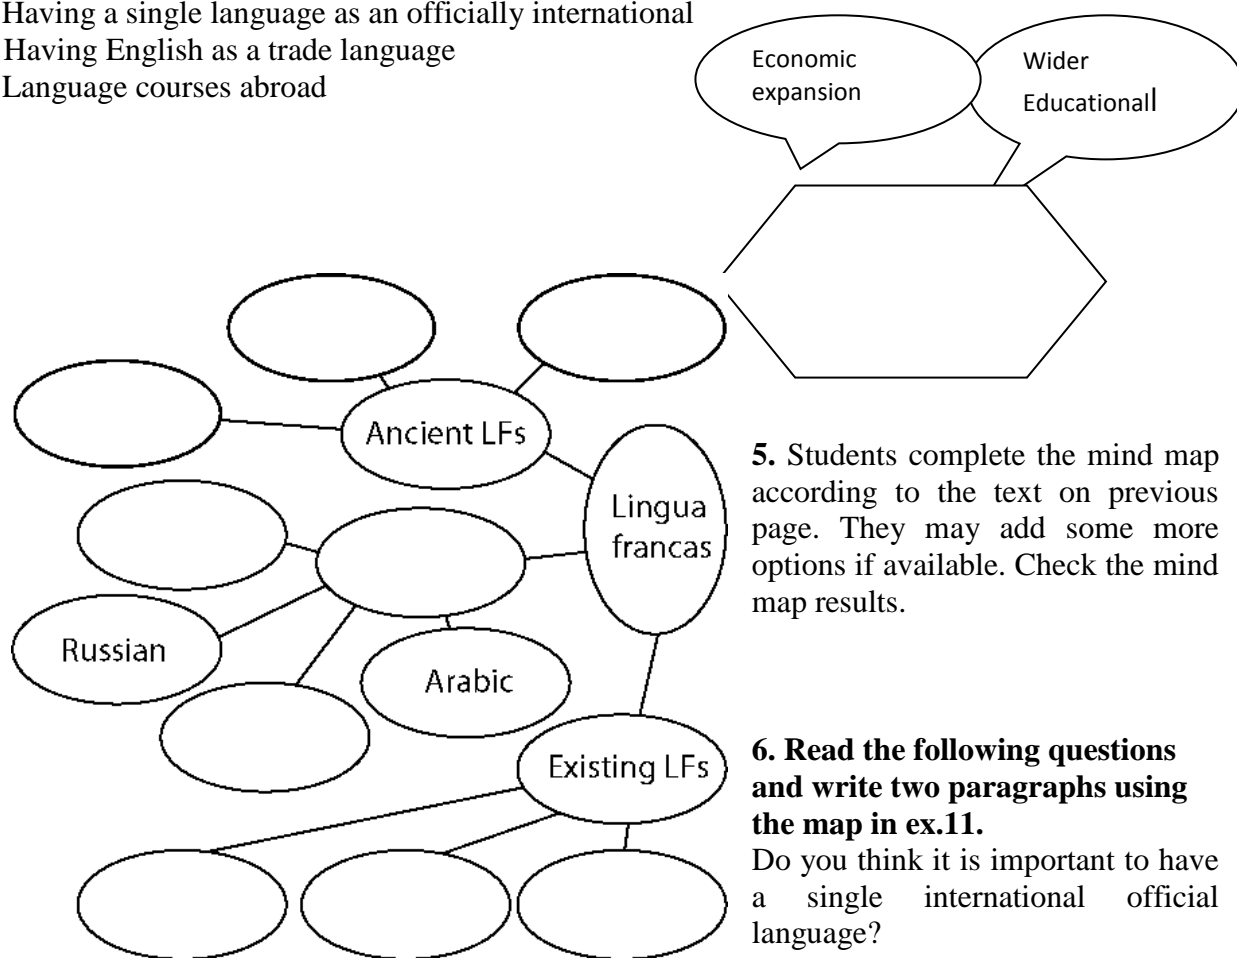 Having a single language as an officially international
Having English as a trade language
Language courses abroad
Economic
expansion
Wider
Educationall
Ancient LFs
Lingua
francas
Russian
Arabic
Existing LFs
5. Students complete the mind map
according to the text on previous
page. They may add some more
options if available. Check the mind
map results.
6. Read the following questions
and write two paragraphs using
the map in ex.11.
Do you think it is important to have
a single international official
language?